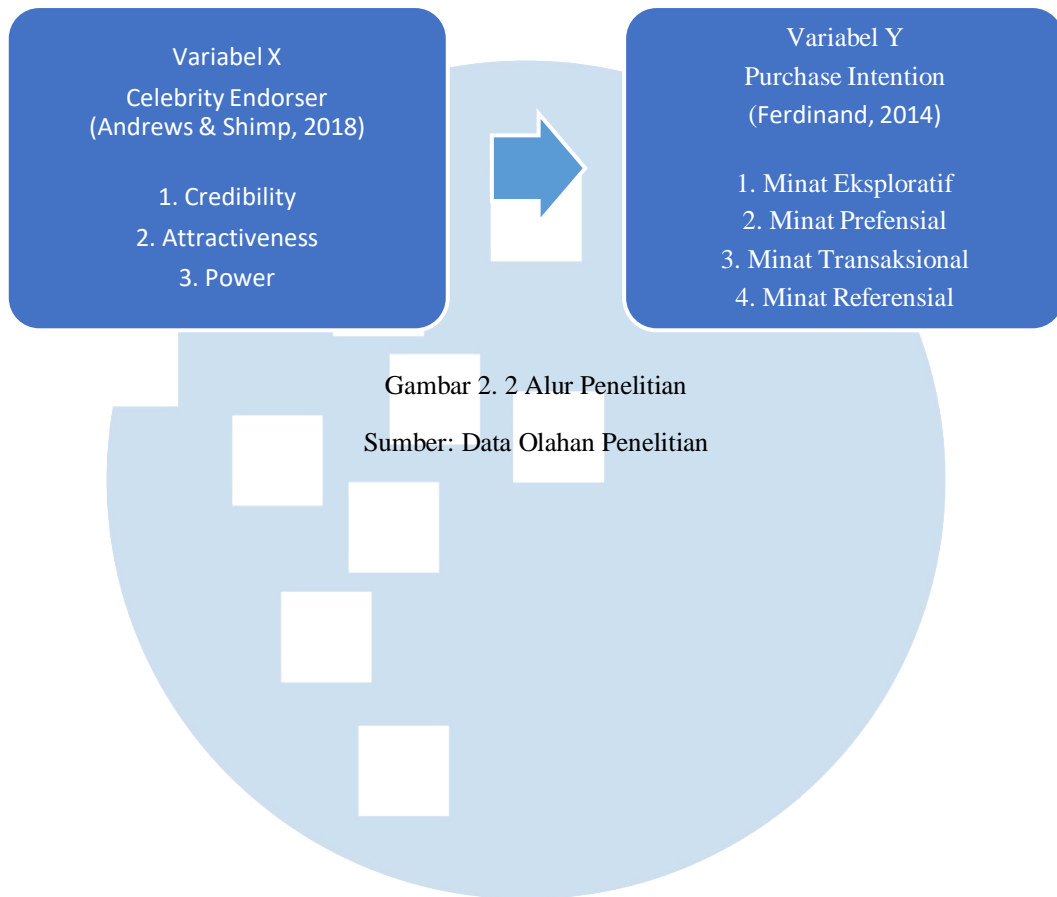 Variabel X
Celebrity Endorser
(Andrews & Shimp, 2018)
1. Credibility
2. Attractiveness
3. Power
Variabel Y
Purchase Intention
(Ferdinand, 2014)
1. Minat Eksploratif
2. Minat Prefensial
3. Minat Transaksional
4. Minat Referensial
Gambar 2. 2 Alur Penelitian
Sumber: Data Olahan Penelitian